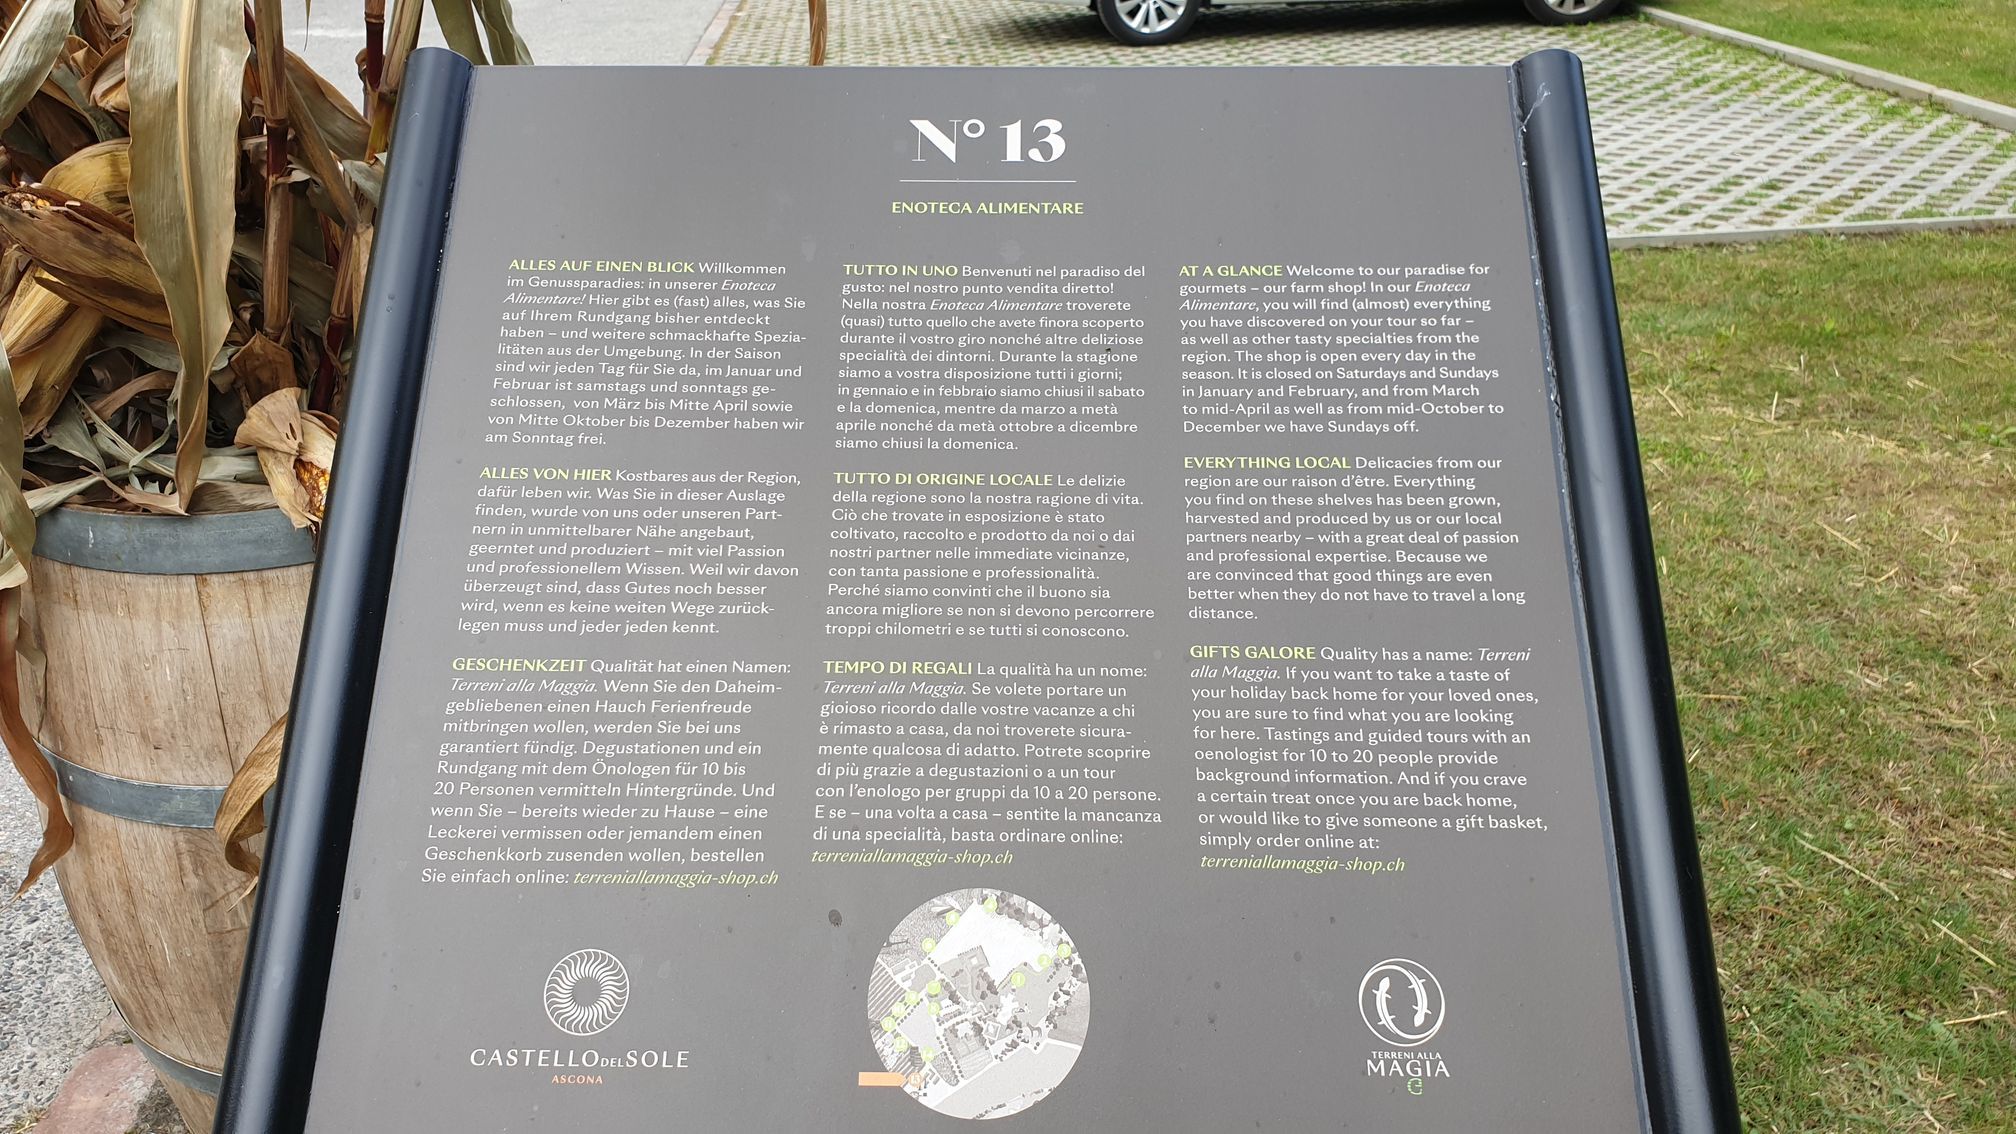 N° 13
ENOTECA ALIMENTARE
ALLES AUF EINEN BLICK Willkommen
im Genussparadies: in unserer Enoteca
Alimentare! Hier gibt es (fast) alles, was Sie
auf Ihrem Rundgang bisher entdeckt
haben – und weitere schmackhafte Spezia-
litäten aus der Umgebung. In der Saison
sind wir jeden Tag für Sie da, im Januar und
Februar ist samstags und sonntags ge-
schlossen, von März bis Mitte April sowie
von Mitte Oktober bis Dezember haben wir
am Sonntag frei.
ALLES VON HIER Kostbares aus der Region,
dafür leben wir. Was Sie in dieser Auslage
finden, wurde von uns oder unseren Part-
nern in unmittelbarer Nähe angebaut,
geerntet und produziert – mit viel Passion
und professionellem Wissen. Weil wir davon
überzeugt sind, dass Gutes noch besser
wird, wenn es keine weiten Wege zurück-
legen muss und jeder jeden kennt.
GESCHENKZEIT Qualität hat einen Namen:
Terreni alla Maggia. Wenn Sie den Daheim-
gebliebenen einen Hauch Ferienfreude
mitbringen wollen, werden Sie bei uns
garantiert fündig. Degustationen und ein
Rundgang mit dem Önologen für 10 bis
20 Personen vermitteln Hintergründe. Und
wenn Sie – bereits wieder zu Hause – eine
Leckerei vermissen oder jemandem einen
Geschenkkorb zusenden wollen, bestellen
Sie einfach online: terreniallamaggia-shop.ch
TUTTO IN UNO Benvenuti nel paradiso del
gusto: nel nostro punto vendita diretto!
Nella nostra Enoteca Alimentare troverete
(quasi) tutto quello che avete finora scoperto
durante il vostro giro nonché altre deliziose
specialità dei dintorni. Durante la stagione
siamo a vostra disposizione tutti i giorni;
in gennaio e in febbraio siamo chiusi il sabato
e la domenica, mentre da marzo a metà
aprile nonché da metà ottobre a dicembre
siamo chiusi la domenica.
TUTTO DI ORIGINE LOCALE Le delizie
della regione sono la nostra ragione di vita.
Ciò che trovate in esposizione è stato
coltivato, raccolto e prodotto da noi o dai
nostri partner nelle immediate vicinanze,
con tanta passione e professionalità.
Perché siamo convinti che il buono sia
ancora migliore se non si devono percorrere
troppi chilometri e se tutti si conoscono.
TEMPO DI REGALI La qualità ha un nome:
Terreni alla Maggia. Se volete portare un
gioioso ricordo dalle vostre vacanze a chi
è rimasto a casa, da noi troverete sicura-
mente qualcosa di adatto. Potrete scoprire
di più grazie a degustazioni o a un tour
con l'enologo per gruppi da 10 a 20 persone.
E se – una volta a casa – sentite la mancanza
di una specialità, basta ordinare online:
terreniallamaggia-shop.ch
AT A GLANCE Welcome to our paradise for
gourmets – our farm shop! In our Enoteca
Alimentare, you will find (almost) everything
you have discovered on your tour so far –
as well as other tasty specialties from the
region. The shop is open every day in the
season. It is closed on Saturdays and Sundays
in January and February, and from March
to mid-April as well as from mid-October to
December we have Sundays off.
EVERYTHING LOCAL Delicacies from our
region are our raison d'être. Everything
you find on these shelves has been grown,
harvested and produced by us or our local
partners nearby – with a great deal of passion
and professional expertise. Because we
are convinced that good things are even
better when they do not have to travel a long
distance.
GIFTS GALORE Quality has a name: Terreni
alla Maggia. If you want to take a taste of
your holiday back home for your loved ones,
you are sure to find what you are looking
for here. Tastings and guided tours with an
oenologist for 10 to 20 people provide
background information. And if you crave
a certain treat once you are back home,
or would like to give someone a gift basket,
simply order online at:
terreniallamaggia-shop.ch
CASTELLO DEL SOLE
ASCONA
TERRENI ALLA
MAGIA
G